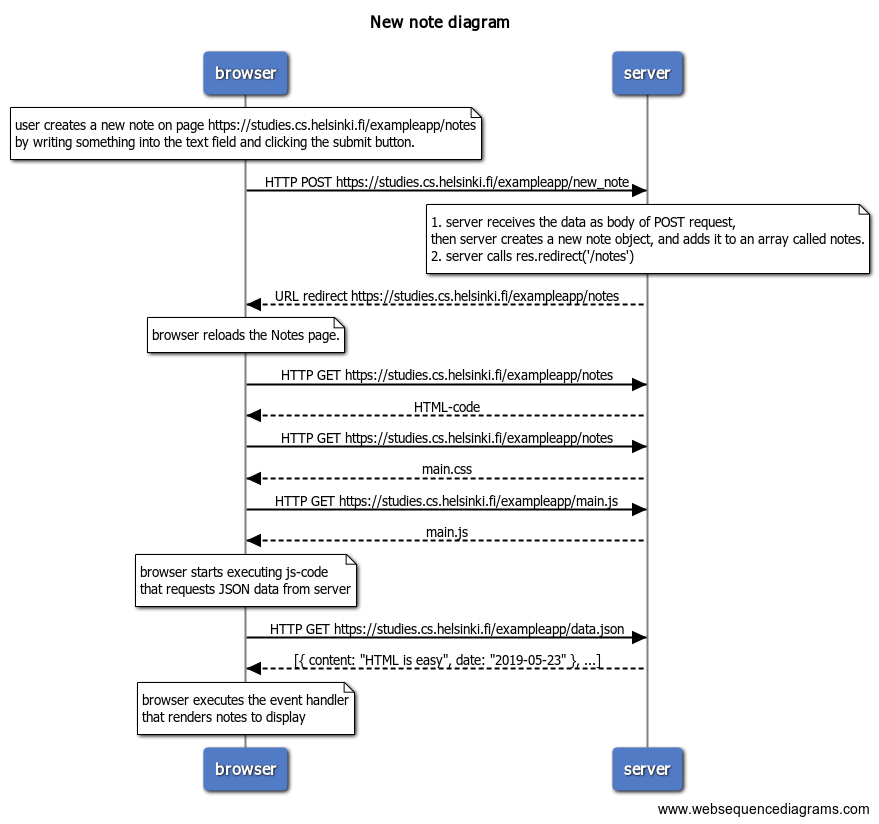 New note diagram
browser
server
user creates a new note on page https://studies.cs.helsinki.fi/exampleapp/notes
by writing something into the text field and clicking the submit button.
HTTP POST https://studies.cs.helsinki.fi/exampleapp/new_note
1. server receives the data as body of POST request,
then server creates a new note object, and adds it to an array called notes.
2. server calls res.redirect('/notes')
URL redirect https://studies.cs.helsinki.fi/exampleapp/notes
browser reloads the Notes page.
HTTP GET https://studies.cs.helsinki.fi/exampleapp/notes
HTML-code
HTTP GET https://studies.cs.helsinki.fi/exampleapp/notes
main.css
HTTP GET https://studies.cs.helsinki.fi/exampleapp/main.js
main.js
browser starts executing js-code
that requests JSON data from server
HTTP GET https://studies.cs.helsinki.fi/exampleapp/data.json
[{ content: "HTML is easy", date: "2019-05-23" }, ...]
browser executes the event handler
that renders notes to display
browser
server
www.websequencediagrams.com